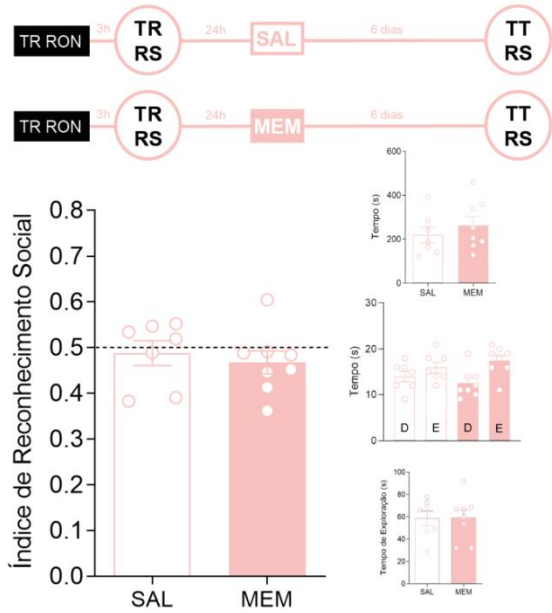 TR RON 3h TR RS 24h SAL 6 dias TT RS
TR RON 3h TR RS 24h MEM 6 dias TT RS
Índice de Reconhecimento Social
0.8
0.7
0.6
0.5
0.4
0.3
0.2
0.1
0.0
SAL MEM
Tempo (s)
600
400
200
0
SAL MEM
Tempo (s)
30
20
10
0
D E D E
Tempo de Exploração (s)
100
80
60
40
20
0
SAL MEM